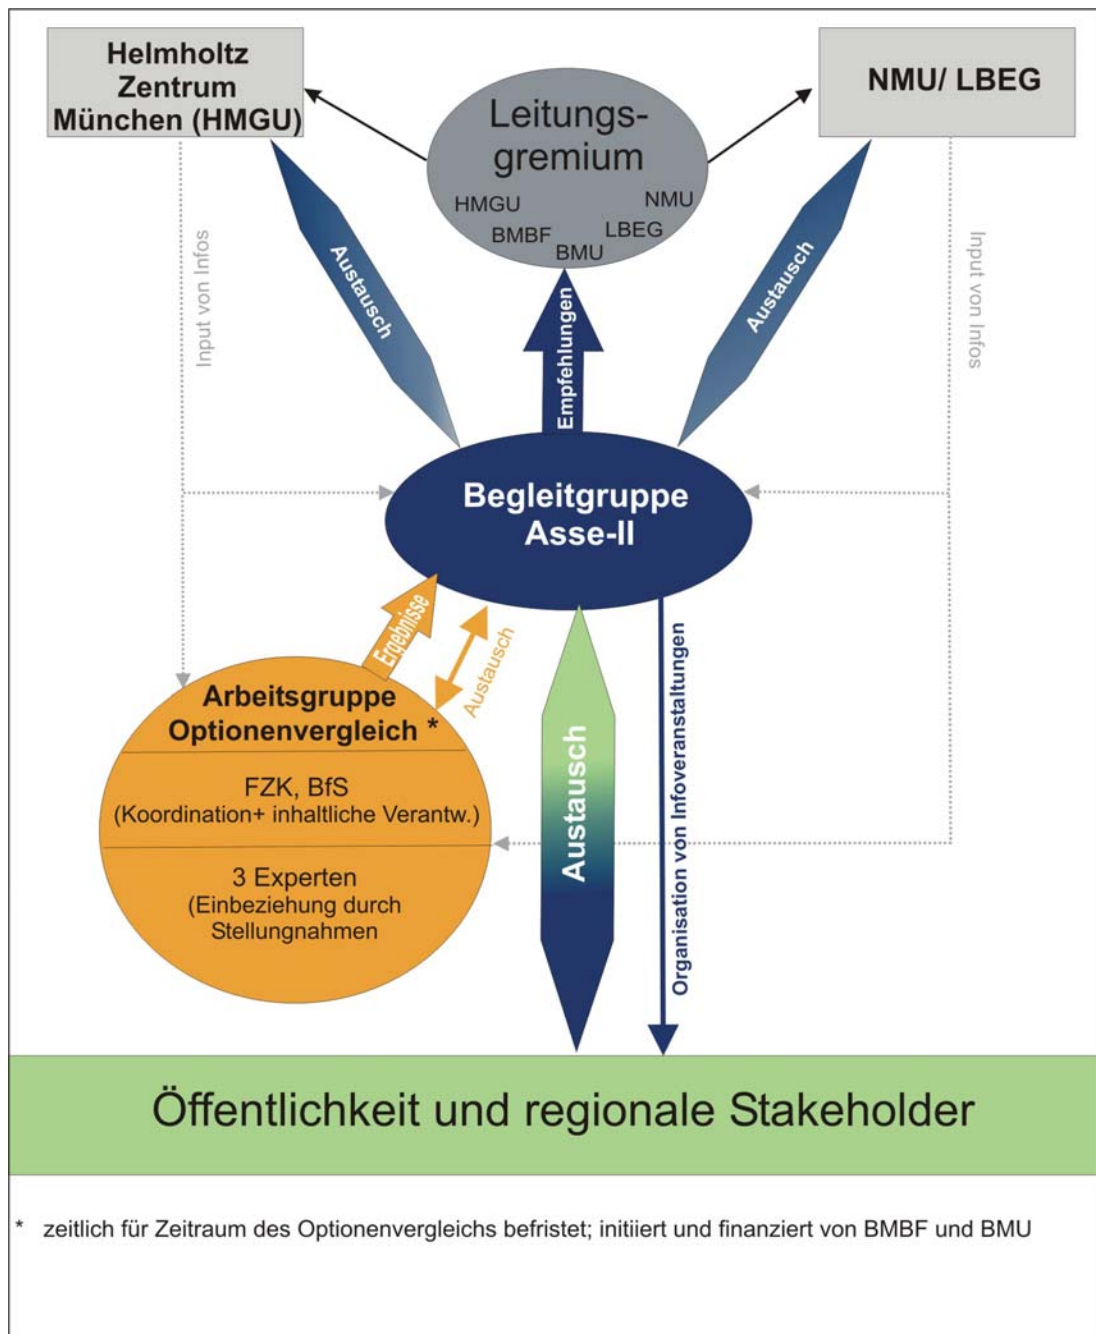 Helmholtz
Zentrum
München (HMGU)
Leitungs-
gremium
HMGU
BMBF
BMU
LBEG
NMU
NMU/ LBEG
Input von Infos
Austausch
Empfehlungen
Austausch
Input von Infos
Begleitgruppe
Asse-II
Ergebnisse
Austausch
Arbeitsgruppe
Optionenvergleich *
FZK, BfS
(Koordination+ inhaltliche Verantw.)
3 Experten
(Einbeziehung durch
Stellungnahmen
Austausch
Organisation von Infoveranstaltungen
Öffentlichkeit und regionale Stakeholder
* zeitlich für Zeitraum des Optionenvergleichs befristet; initiiert und finanziert von BMBF und BMU